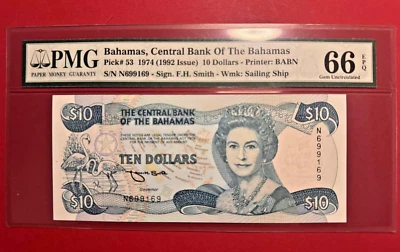 PMG
PAPER MONEY GUARANTY
Bahamas, Central Bank Of The Bahamas
Pick# 53 1974 (1992 Issue) 10 Dollars - Printer: BABN
S/N N699169 - Sign. F.H. Smith - Wmk: Sailing Ship
66 EPQ
Gem Uncirculated
$10
THE CENTRAL BANK
OF THE BAHAMAS
$10
N699169
TEN DOLLARS
Governor
$10
N699169
$10